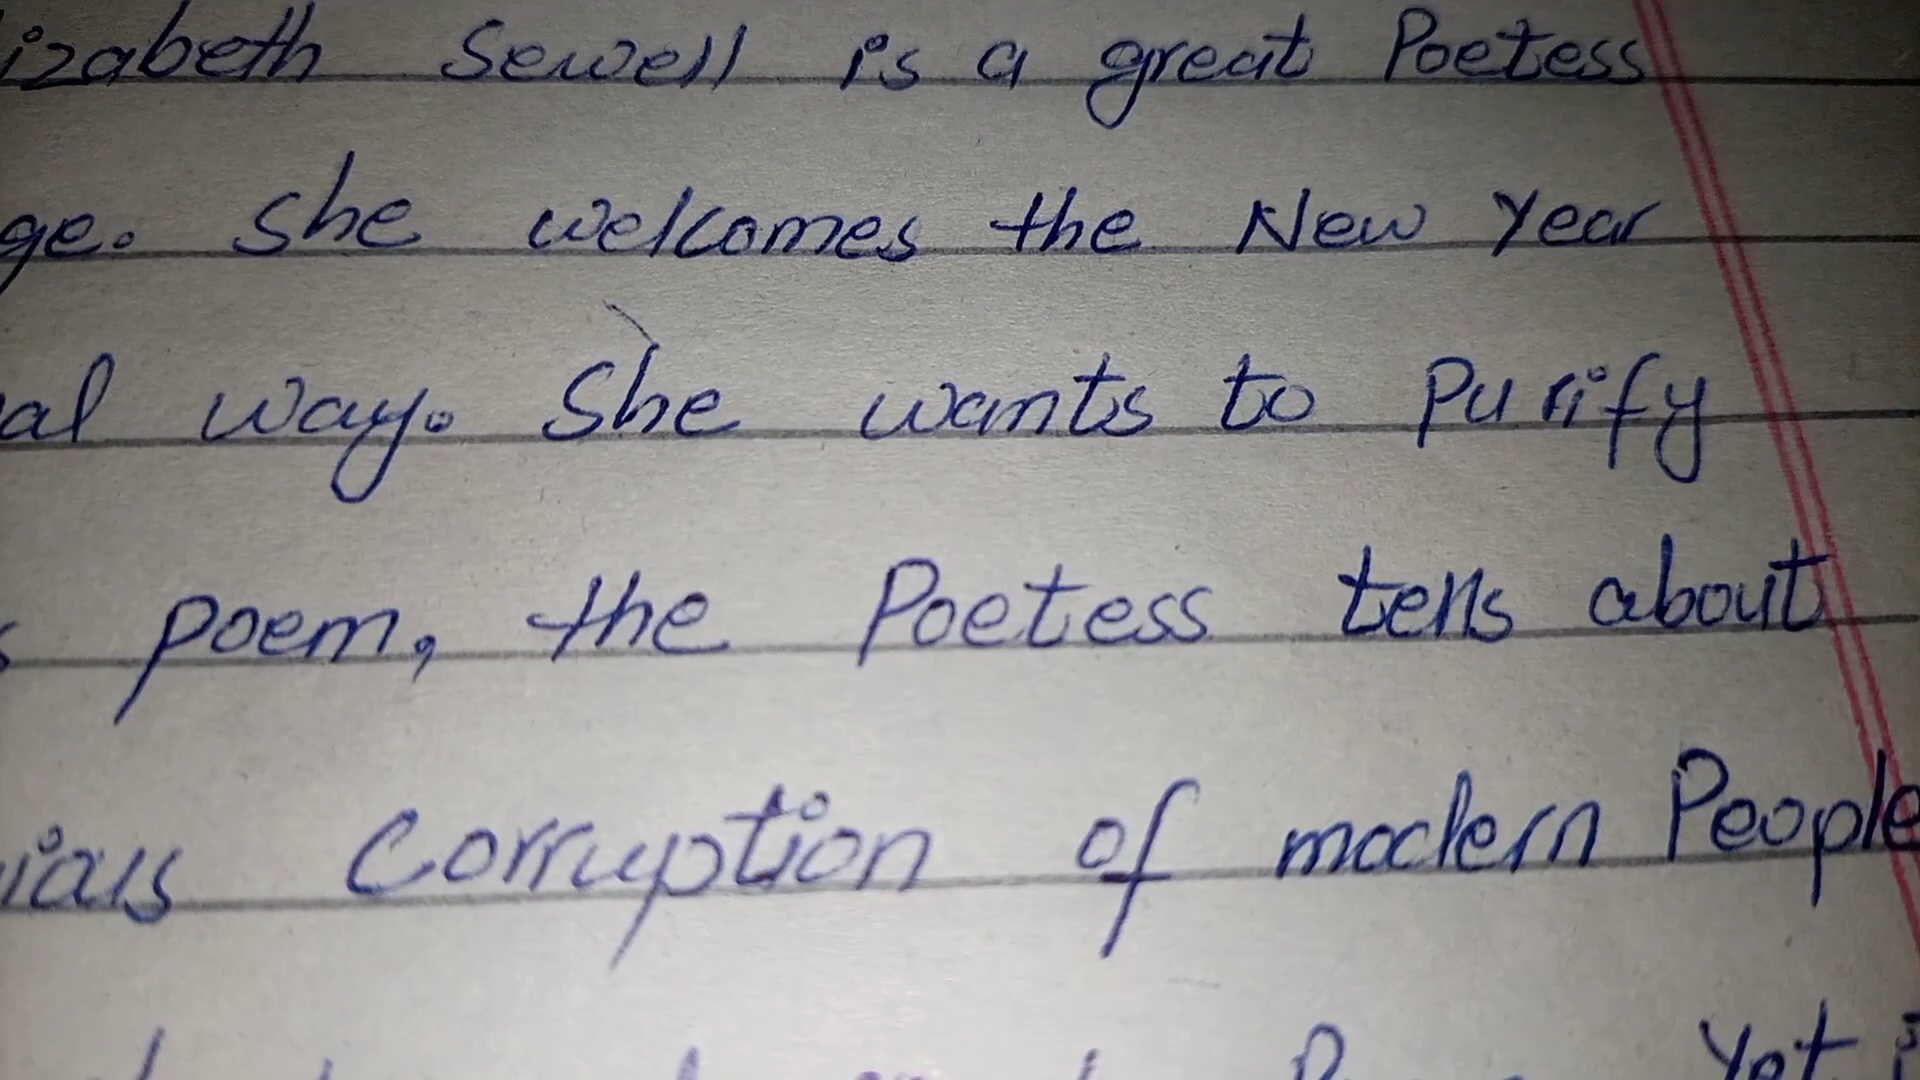 izabeth Sewell is a great Poetess
ge. She welcomes the New Year
al way. She wants to Purify
s poem, the Poetess tells about
Corruption of modern People
Yet